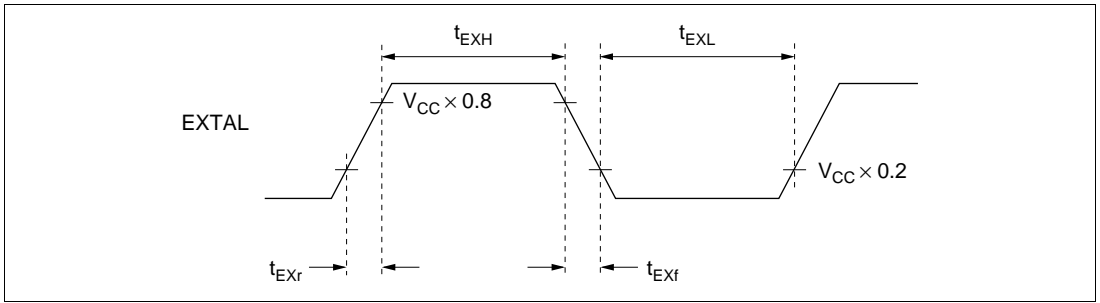 tEXH
tEXL
VCC × 0.8
EXTAL
VCC × 0.2
tEXr
tEXf